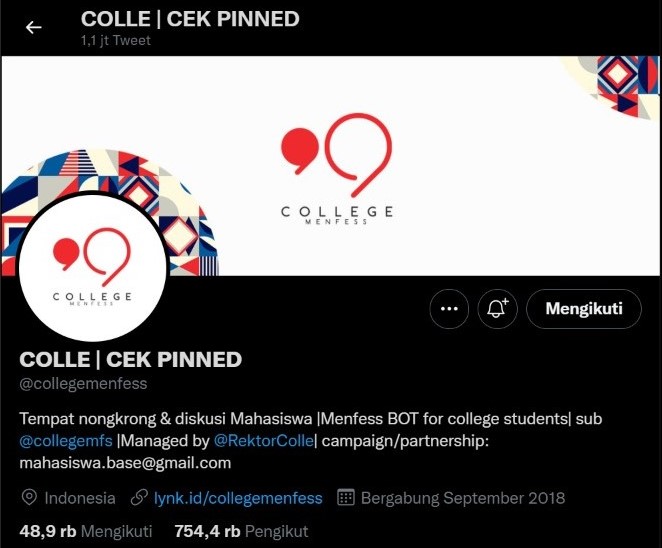 COLLE | CEK PINNED
1,1 jt Tweet
COLLEGE
MENFESS
COLLEGE
MENFESS
Mengikuti
COLLE | CEK PINNED
@collegemenfess
Tempat nongkrong & diskusi Mahasiswa |Menfess BOT for college students| sub
@collegemfs |Managed by @RektorColle| campaign/partnership:
mahasiswa.base@gmail.com
Indonesia lynk.id/collegemenfess Bergabung September 2018
48,9 rb Mengikuti 754,4 rb Pengikut